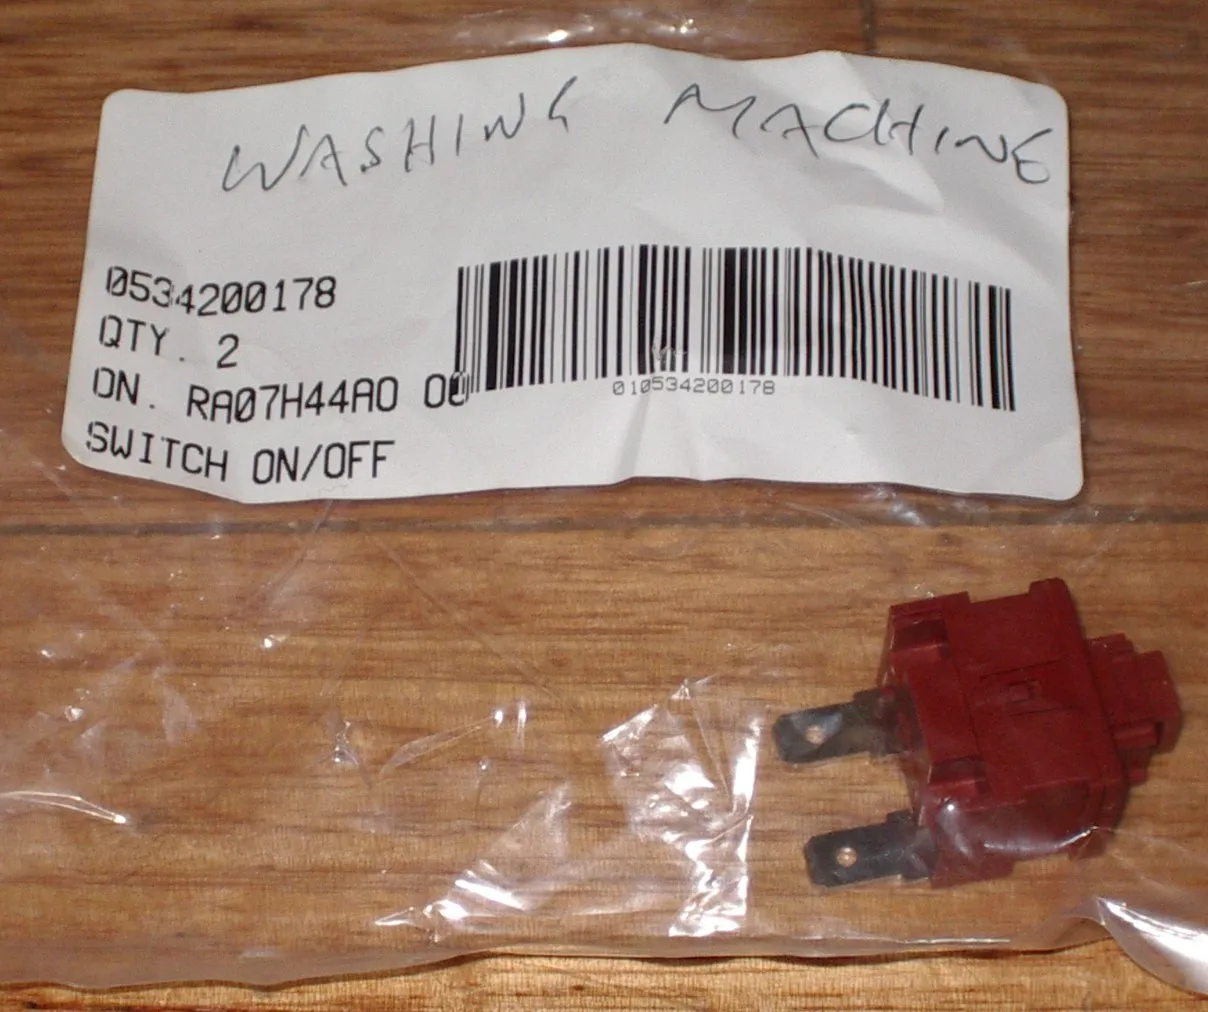 WASHING MACHINE
0534200178
QTY. 2
ON. RA07H44A0 00
SWITCH ON/OFF
010534200178